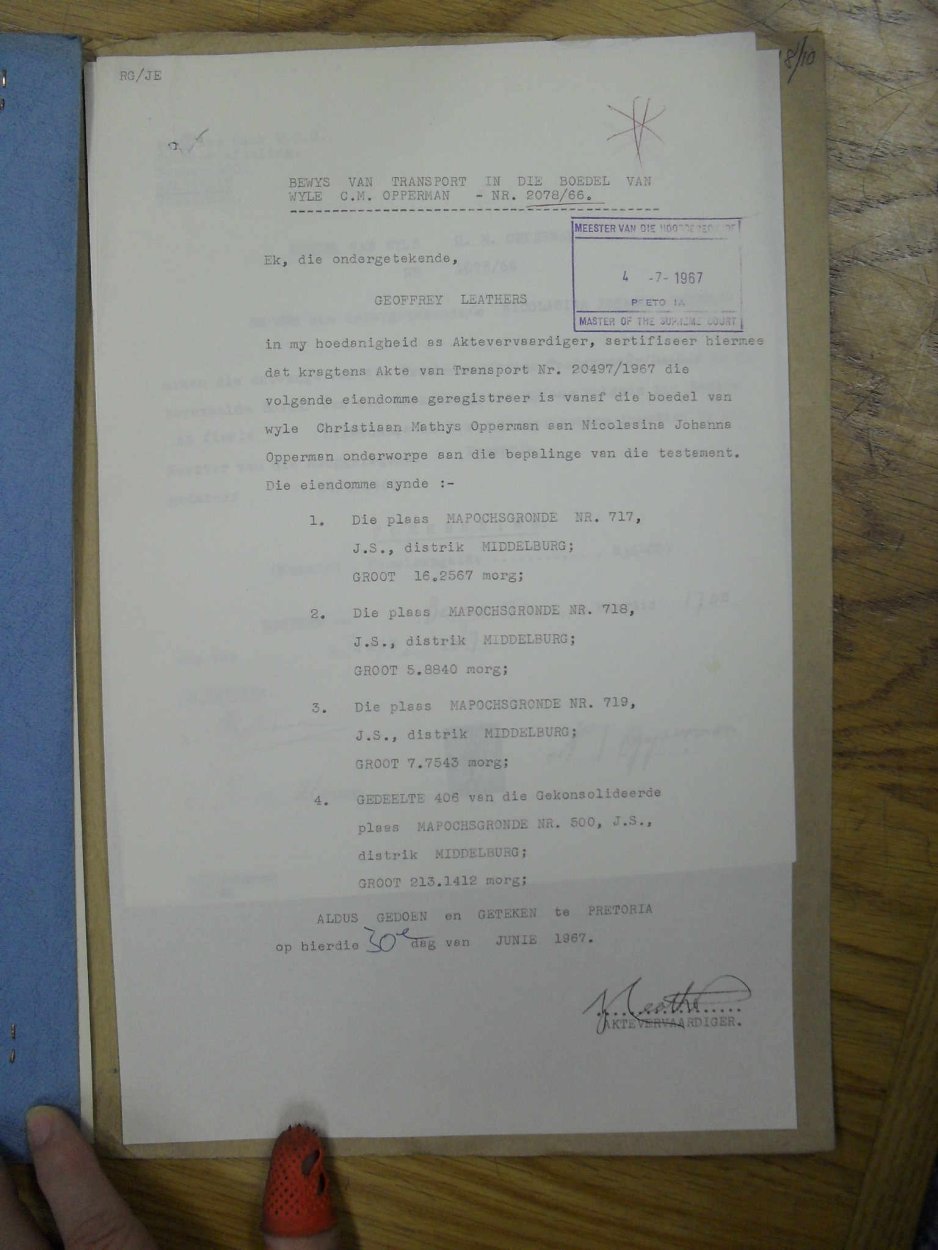 RG/JE
8/10
BEWYS VAN TRANSPORT IN DIE BOEDEL VAN
WYLE C.M. OPPERMAN - NR. 2078/66.
MEESTER VAN DIE
4 -7- 1967
MASTER OF THE SUPREME COURT
Ek, die ondergetekende,
GEOFFREY LEATHERS
in my hoedanigheid as Aktevervaardiger, sertifiseer hiermee
dat kragtens Akte van Transport Nr. 20497/1967 die
volgende eiendomme geregistreer is vanaf die boedel van
wyle Christiaan Mathys Opperman aan Nicolasina Johanna
Opperman onderworpe aan die bepalinge van die testament.
Die eiendomme synde :-
1. Die plaas MAPOCHSGRONDE NR. 717,
J.S., distrik MIDDELBURG;
GROOT 16.2567 morg;
2. Die plaas MAPOCHSGRONDE NR. 718,
J.S., distrik MIDDELBURG;
GROOT 5.8840 morg;
3. Die plaas MAPOCHSGRONDE NR. 719,
J.S., distrik MIDDELBURG;
GROOT 7.7543 morg;
4. GEDEELTE 406 van die Gekonsolideerde
plaas MAPOCHSGRONDE NR. 500, J.S.,
distrik MIDDELBURG;
GROOT 213.1412 morg;
ALDUS GEDOEN en GETEKEN te PRETORIA
op hierdie 30e dag van JUNIE 1967.
AKTEVERVAARDIGER.